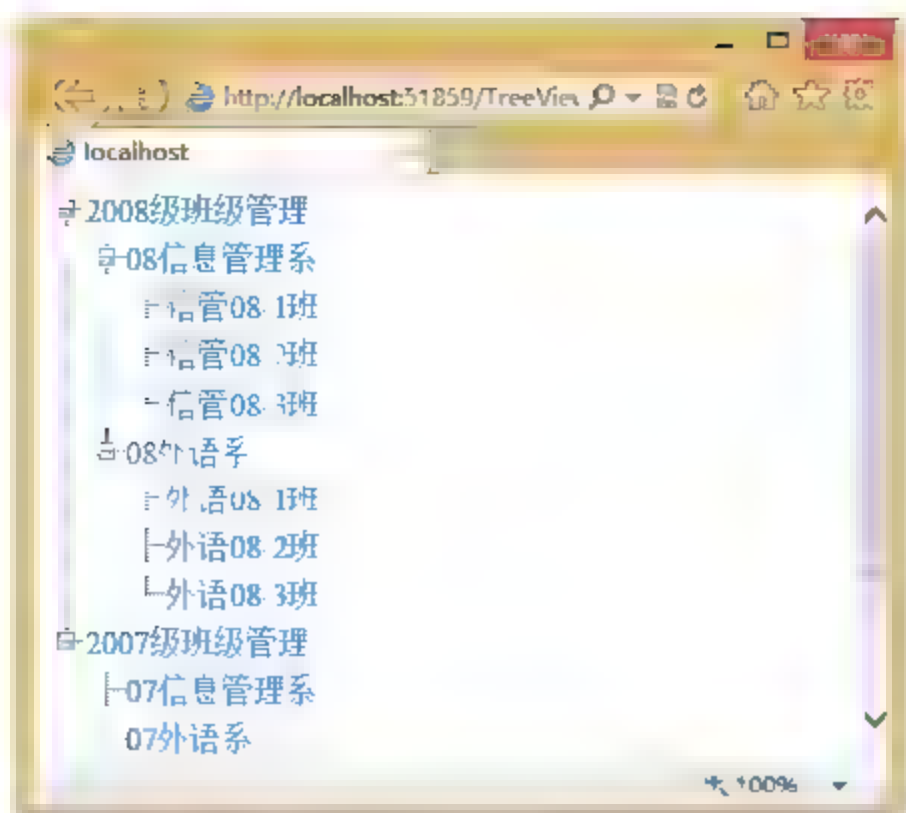 http://localhost:51859/TreeViev
localhost
2008级班级管理
08信息管理系
信管08-1班
信管08-2班
信管08-3班
08外语系
外语08-1班
外语08-2班
外语08-3班
2007级班级管理
07信息管理系
07外语系
100%